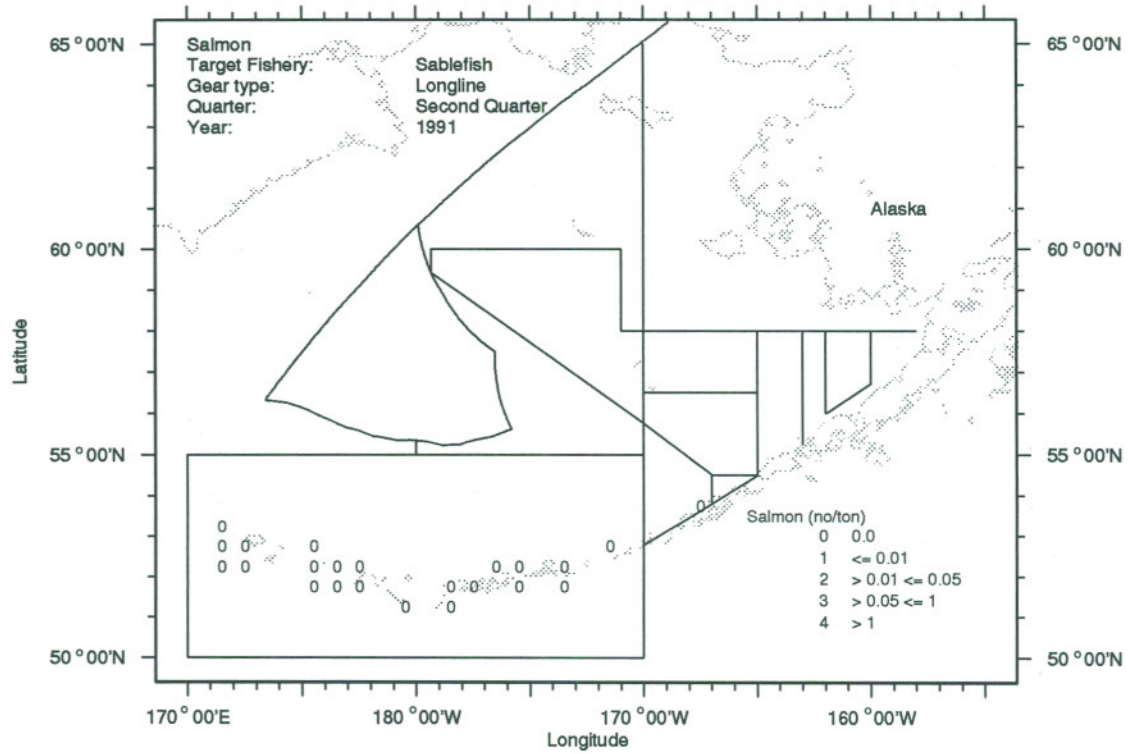 65°00'N
65°00'N
Salmon
Target Fishery: Sablefish
Gear type: Longline
Quarter: Second Quarter
Year: 1991
Alaska
60°00'N
60°00'N
Latitude
55°00'N
55°00'N
0
Salmon (no/ton)
0 0.0
1 <= 0.01
2 > 0.01 <= 0.05
3 > 0.05 <= 1
4 > 1
0
0 0 0 0
0 0 0 0 0 0 0 0
0 0 0 0 0 0 0
0 0
50°00'N
50°00'N
170°00'E
180°00'W
170°00'W
160°00'W
Longitude